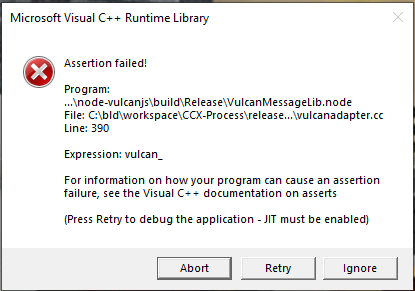 Microsoft Visual C++ Runtime Library
Assertion failed!
Program:
...\node-vulcanjs\build\Release\VulcanMessageLib.node
File: C:\bld\workspace\CCX-Process\release...\vulcanadapter.cc
Line: 390
Expression: vulcan_
For information on how your program can cause an assertion
failure, see the Visual C++ documentation on asserts
(Press Retry to debug the application - JIT must be enabled)
Abort Retry Ignore